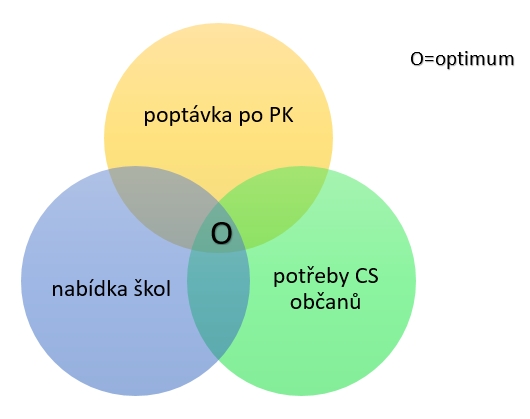 O=optimum
poptávka po PK
O
nabídka škol
potřeby CS
občanů